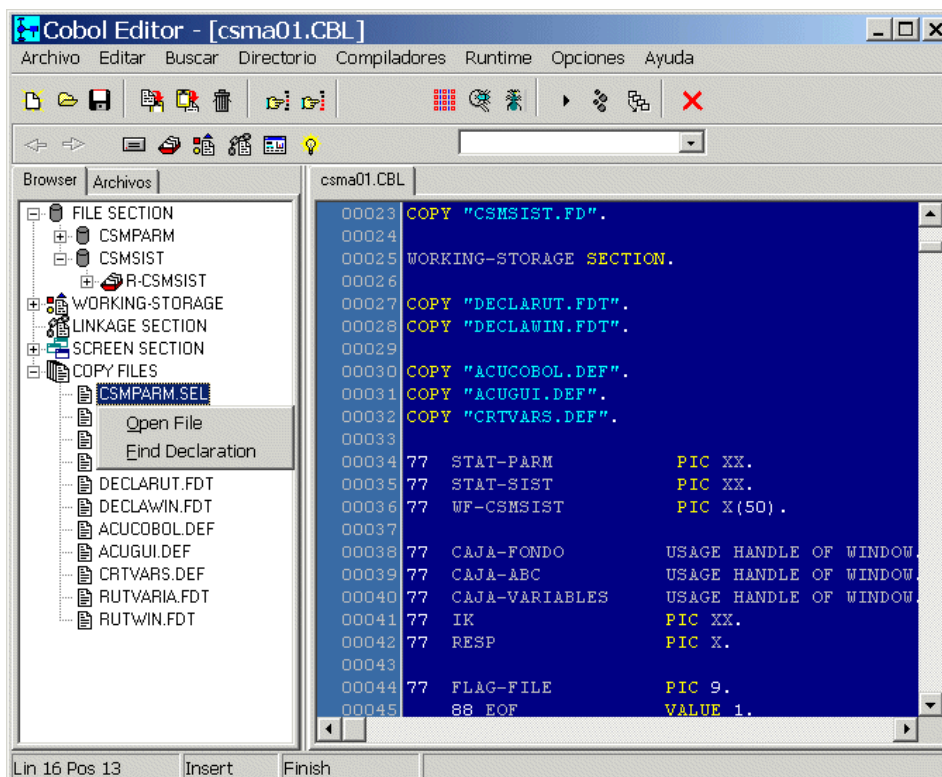 Cobol Editor - [csma01.CBL]
Archivo Editar Buscar Directorio Compiladores Runtime Opciones Ayuda
Browser Archivos
FILE SECTION
CSMPARM
CSMSIST
R-CSMSIST
WORKING-STORAGE
LINKAGE SECTION
SCREEN SECTION
COPY FILES
CSMPARM.SEL
Open File
Find Declaration
DECLARUT.FDT
DECLAWIN.FDT
ACUCOBOL.DEF
ACUGUI.DEF
CRTVARS.DEF
RUTVARIA.FDT
RUTWIN.FDT
csma01.CBL
00023 COPY "CSMSIST.FD".
00024
00025 WORKING-STORAGE SECTION.
00026
00027 COPY "DECLARUT.FDT".
00028 COPY "DECLAWIN.FDT".
00029
00030 COPY "ACUCOBOL.DEF".
00031 COPY "ACUGUI.DEF".
00032 COPY "CRTVARS.DEF".
00033
00034 77 STAT-PARM PIC XX.
00035 77 STAT-SIST PIC XX.
00036 77 WF-CSMSIST PIC X(50).
00037
00038 77 CAJA-FONDO USAGE HANDLE OF WINDOW.
00039 77 CAJA-ABC USAGE HANDLE OF WINDOW.
00040 77 CAJA-VARIABLES USAGE HANDLE OF WINDOW.
00041 77 IK PIC XX.
00042 77 RESP PIC X.
00043
00044 77 FLAG-FILE PIC 9.
00045 88 EOF VALUE 1.
Lin 16 Pos 13 Insert Finish